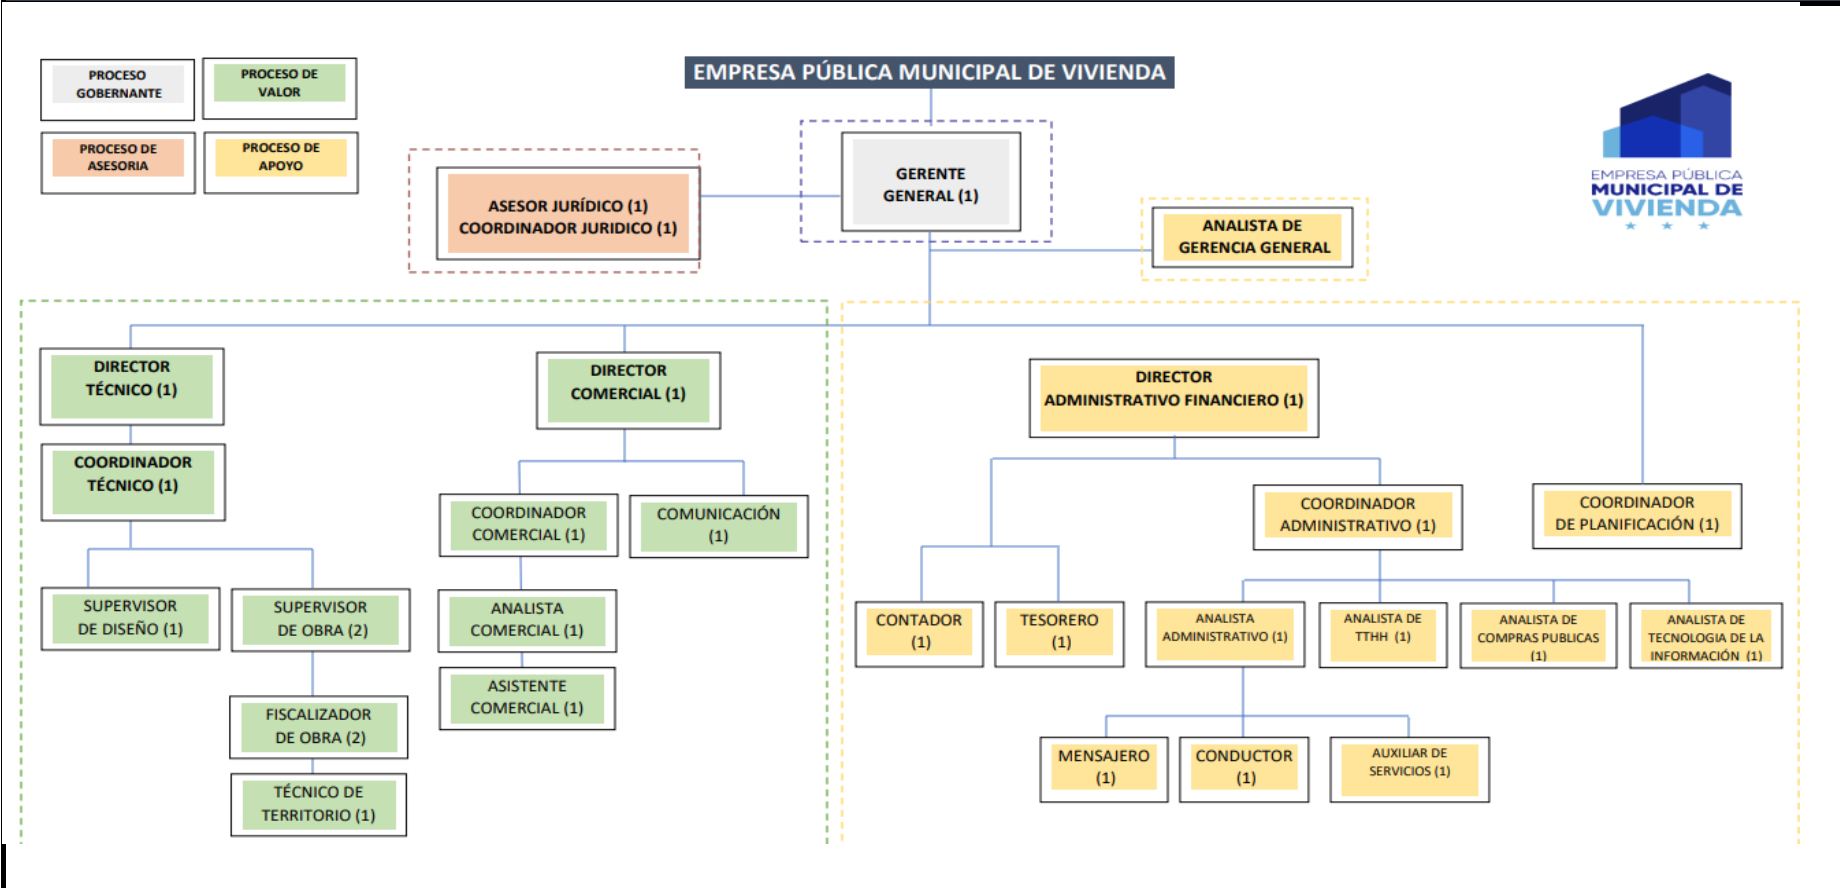 EMPRESA PÚBLICA MUNICIPAL DE VIVIENDA
PROCESO
GOBERNANTE
PROCESO DE
VALOR
PROCESO DE
ASESORIA
PROCESO DE
APOYO
EMPRESA PÚBLICA
MUNICIPAL DE
VIVIENDA
GERENTE
GENERAL (1)
ASESOR JURÍDICO (1)
COORDINADOR JURIDICO (1)
ANALISTA DE
GERENCIA GENERAL
DIRECTOR
TÉCNICO (1)
COORDINADOR
TÉCNICO (1)
SUPERVISOR
DE DISEÑO (1)
SUPERVISOR
DE OBRA (2)
FISCALIZADOR
DE OBRA (2)
TÉCNICO DE
TERRITORIO (1)
DIRECTOR
COMERCIAL (1)
COORDINADOR
COMERCIAL (1)
COMUNICACIÓN
(1)
ANALISTA
COMERCIAL (1)
ASISTENTE
COMERCIAL (1)
DIRECTOR
ADMINISTRATIVO FINANCIERO (1)
COORDINADOR
ADMINISTRATIVO (1)
COORDINADOR
DE PLANIFICACIÓN (1)
CONTADOR
(1)
TESORERO
(1)
ANALISTA
ADMINISTRATIVO (1)
ANALISTA DE
TTHH (1)
ANALISTA DE
COMPRAS PUBLICAS
(1)
ANALISTA DE
TECNOLOGIA DE LA
INFORMACIÓN (1)
MENSAJERO
(1)
CONDUCTOR
(1)
AUXILIAR DE
SERVICIOS (1)